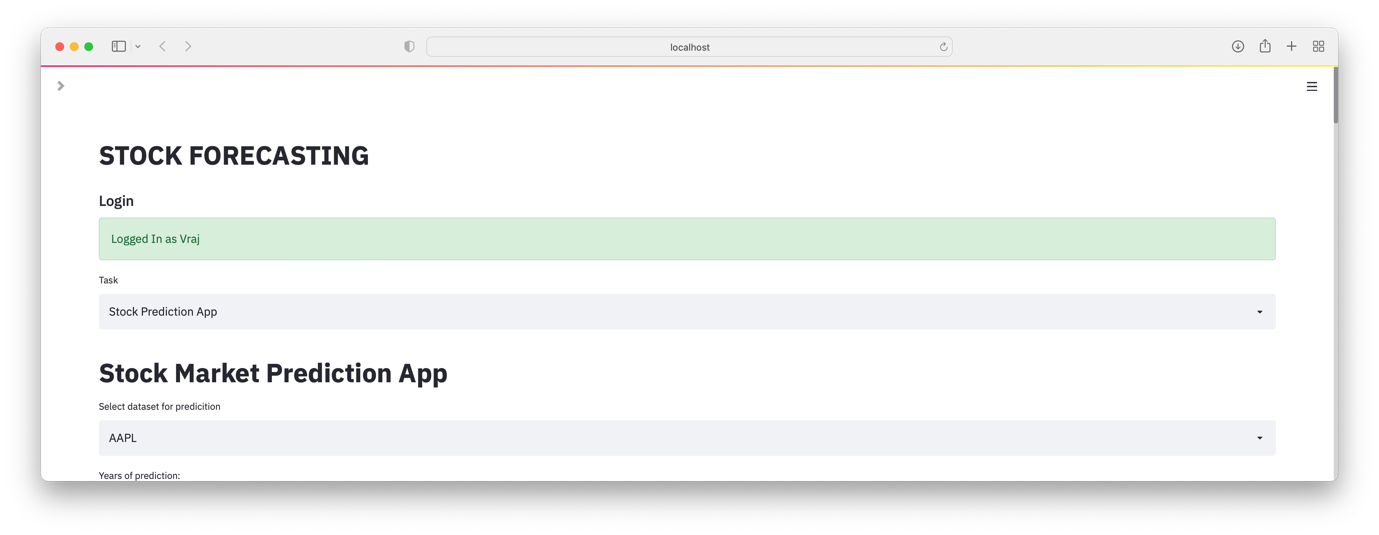 localhost
STOCK FORECASTING
Login
Logged In as Vraj
Task
Stock Prediction App
Stock Market Prediction App
Select dataset for predicition
AAPL
Years of prediction: